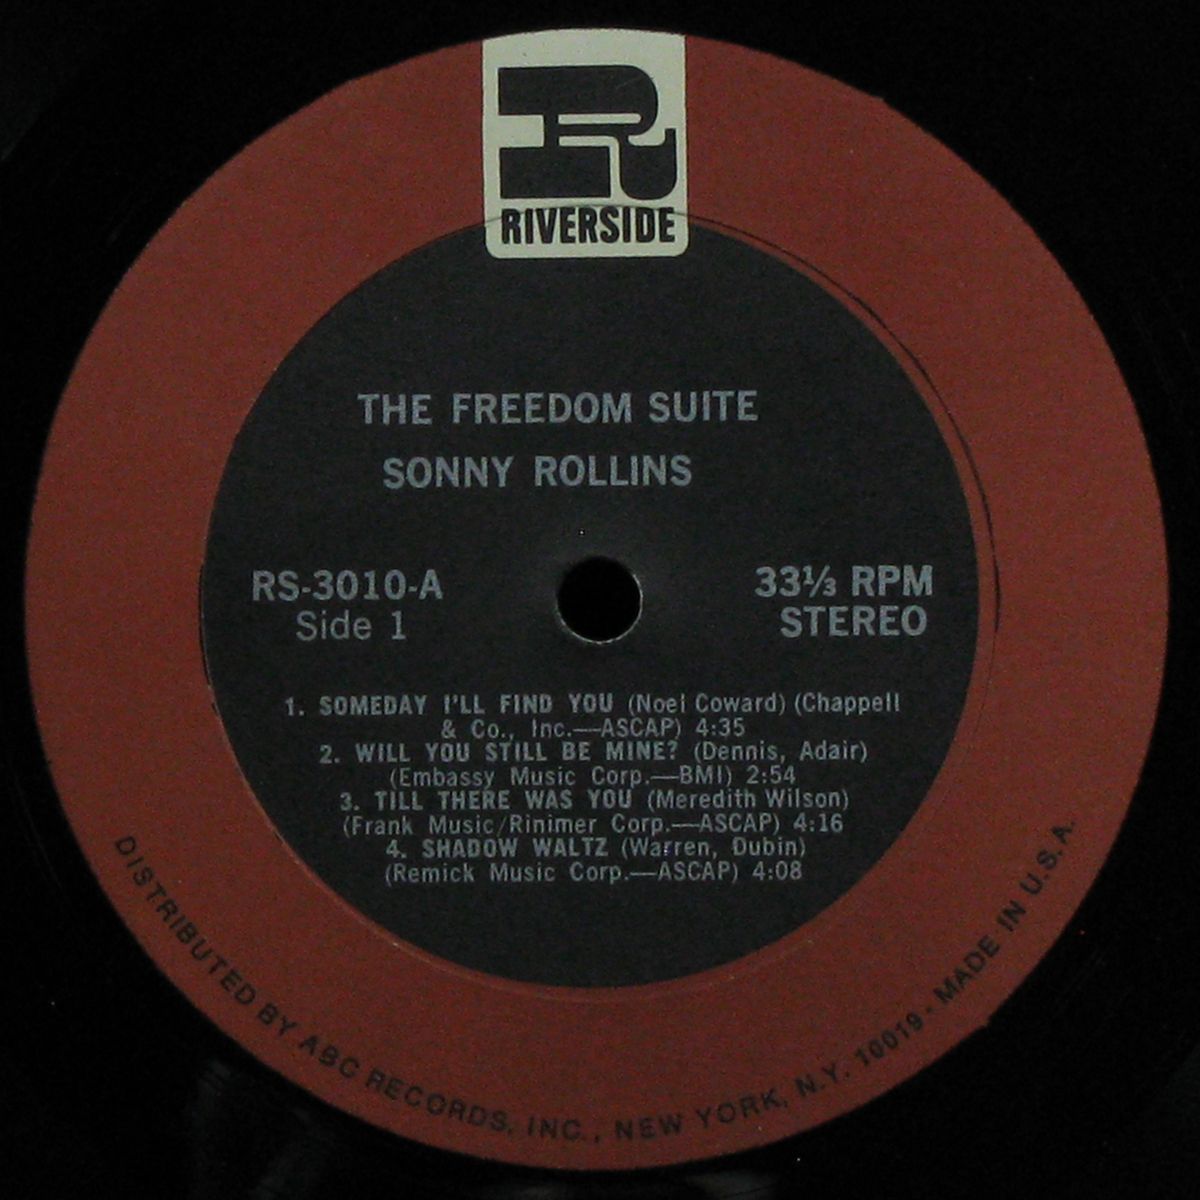 R
RIVERSIDE
THE FREEDOM SUITE
SONNY ROLLINS
RS-3010-A
Side 1
33⅓ RPM
STEREO
1. SOMEDAY I'LL FIND YOU (Noel Coward) (Chappell
& Co., Inc.—ASCAP) 4:35
2. WILL YOU STILL BE MINE? (Dennis, Adair)
(Embassy Music Corp.—BMI) 2:54
3. TILL THERE WAS YOU (Meredith Wilson)
(Frank Music/Rinimer Corp.—ASCAP) 4:16
4. SHADOW WALTZ (Warren, Dubin)
(Remick Music Corp.—ASCAP) 4:08
DISTRIBUTED BY ABC RECORDS, INC., NEW YORK, N.Y. 10019 - MADE IN U.S.A.